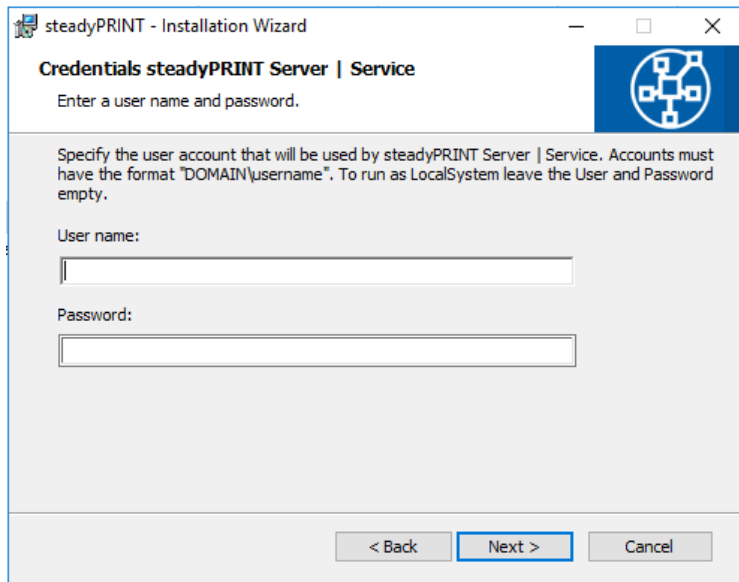 steadyPRINT - Installation Wizard
Credentials steadyPRINT Server | Service
Enter a user name and password.
Specify the user account that will be used by steadyPRINT Server | Service. Accounts must
have the format "DOMAIN\username". To run as LocalSystem leave the User and Password
empty.
User name:
Password:
< Back
Next >
Cancel